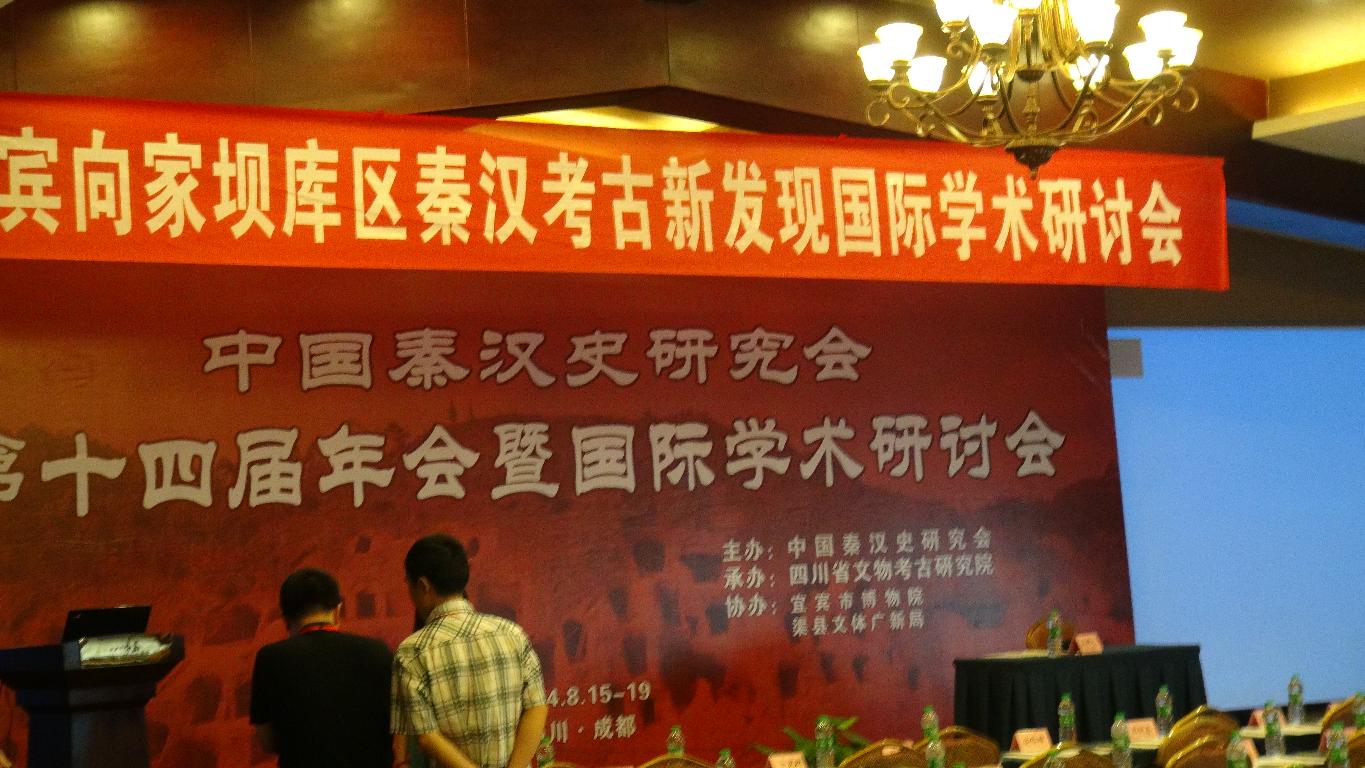 宾向家坝库区秦汉考古新发现国际学术研讨会
中国秦汉史研究会
第十四届年会暨国际学术研讨会
主办：中国秦汉史研究会
承办：四川省文物考古研究院
协办：宜宾市博物院
渠县文体广新局
4.8.15-19
川·成都